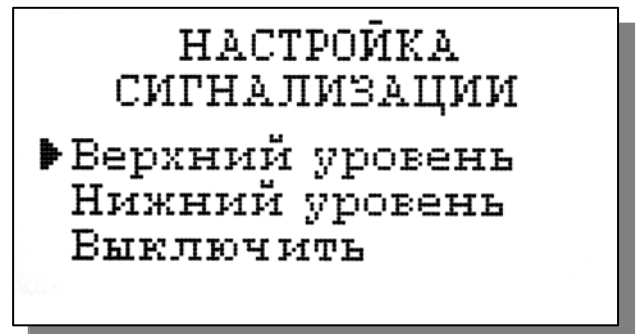 НАСТРОЙКА
СИГНАЛИЗАЦИИ
Верхний уровень
Нижний уровень
Выключить